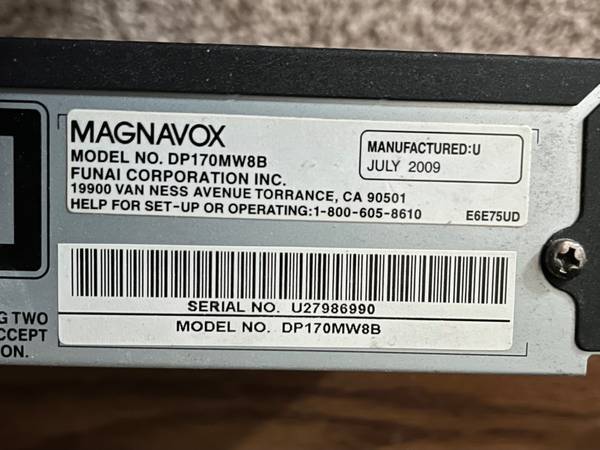 MAGNAVOX
MODEL NO. DP170MW8B
FUNAI CORPORATION INC.
19900 VAN NESS AVENUE TORRANCE, CA 90501
HELP FOR SET-UP OR OPERATING:1-800-605-8610
MANUFACTURED:U
JULY 2009
E6E75UD
SERIAL NO. U27986990
MODEL NO. DP170MW8B
G TWO
ACCEPT
ON.